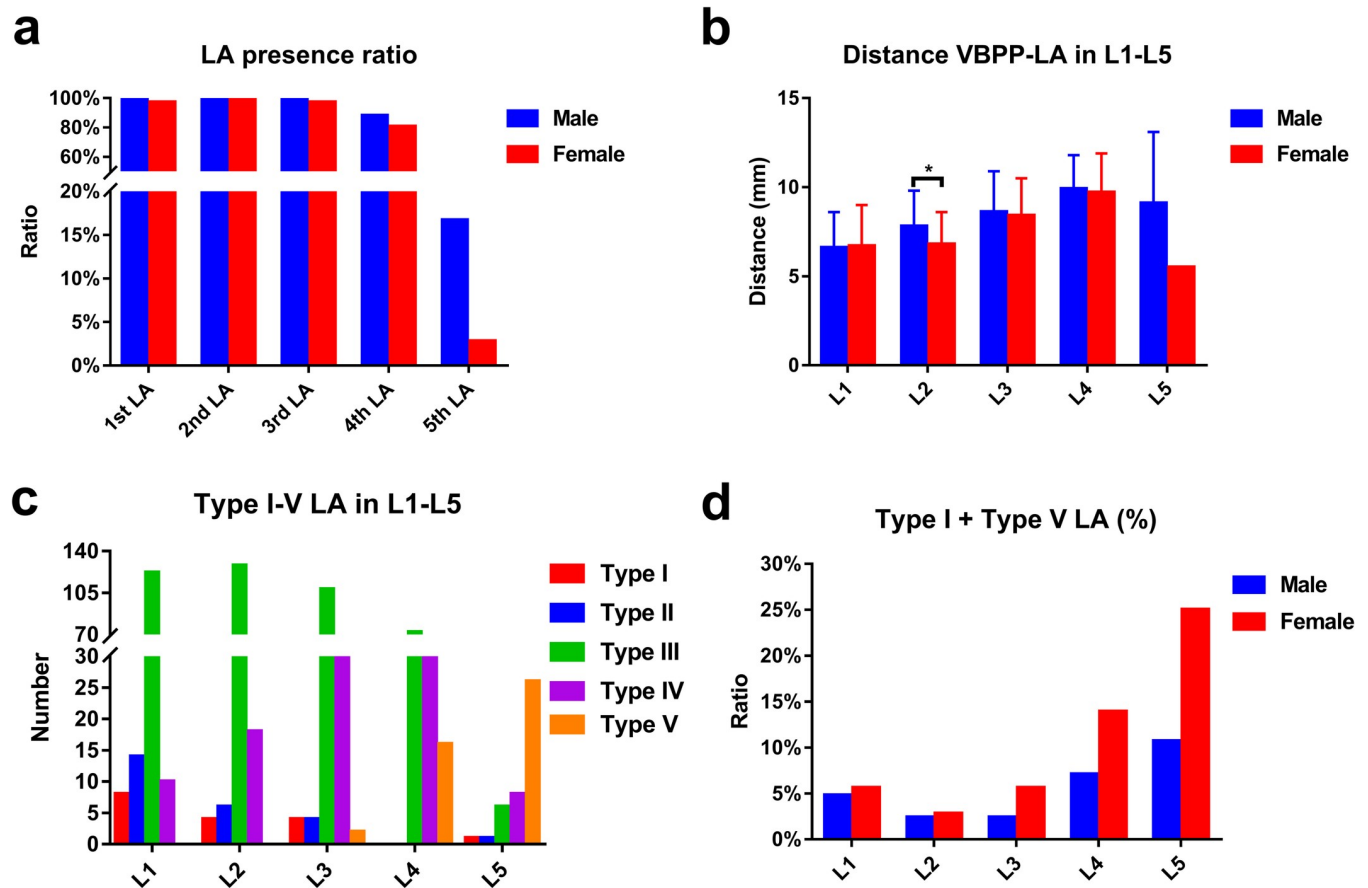 a
LA presence ratio
100%
80%
60%
20%
15%
10%
5%
0%
Ratio
1st LA
2nd LA
3rd LA
4th LA
5th LA
Male
Female
b
Distance VBPP-LA in L1-L5
15
10
5
0
Distance (mm)
*
L1
L2
L3
L4
L5
Male
Female
c
Type I-V LA in L1-L5
140
105
70
30
25
20
15
10
5
0
Number
L1
L2
L3
L4
L5
Type I
Type II
Type III
Type IV
Type V
d
Type I + Type V LA (%)
30%
25%
20%
15%
10%
5%
0%
Ratio
L1
L2
L3
L4
L5
Male
Female